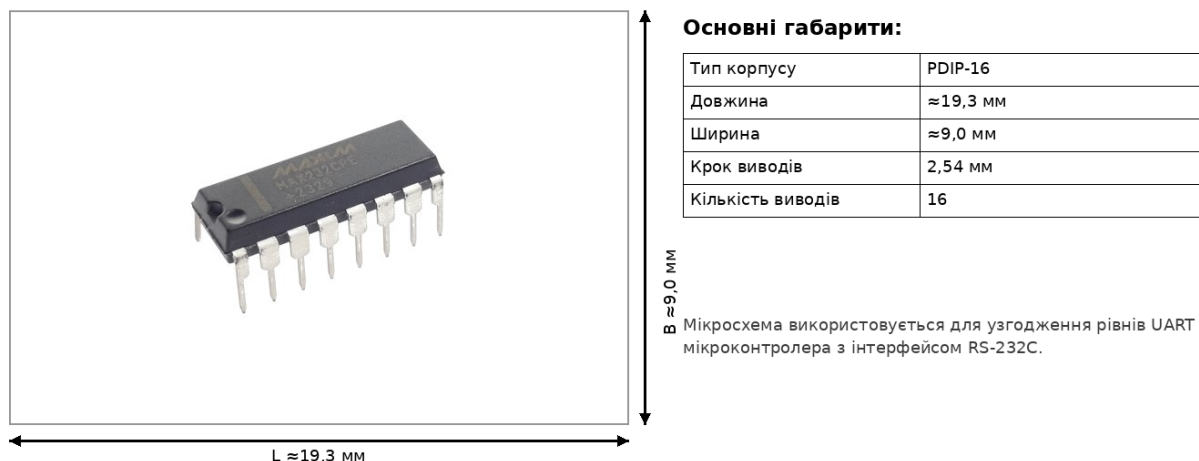 MAXIM
MAX232CPE
2329
L ≈19,3 мм
B ≈9,0 мм
Основні габарити:
Тип корпусу PDIP-16
Довжина ≈19,3 мм
Ширина ≈9,0 мм
Крок виводів 2,54 мм
Кількість виводів 16
Мікросхема використовується для узгодження рівнів UART
мікроконтролера з інтерфейсом RS-232C.